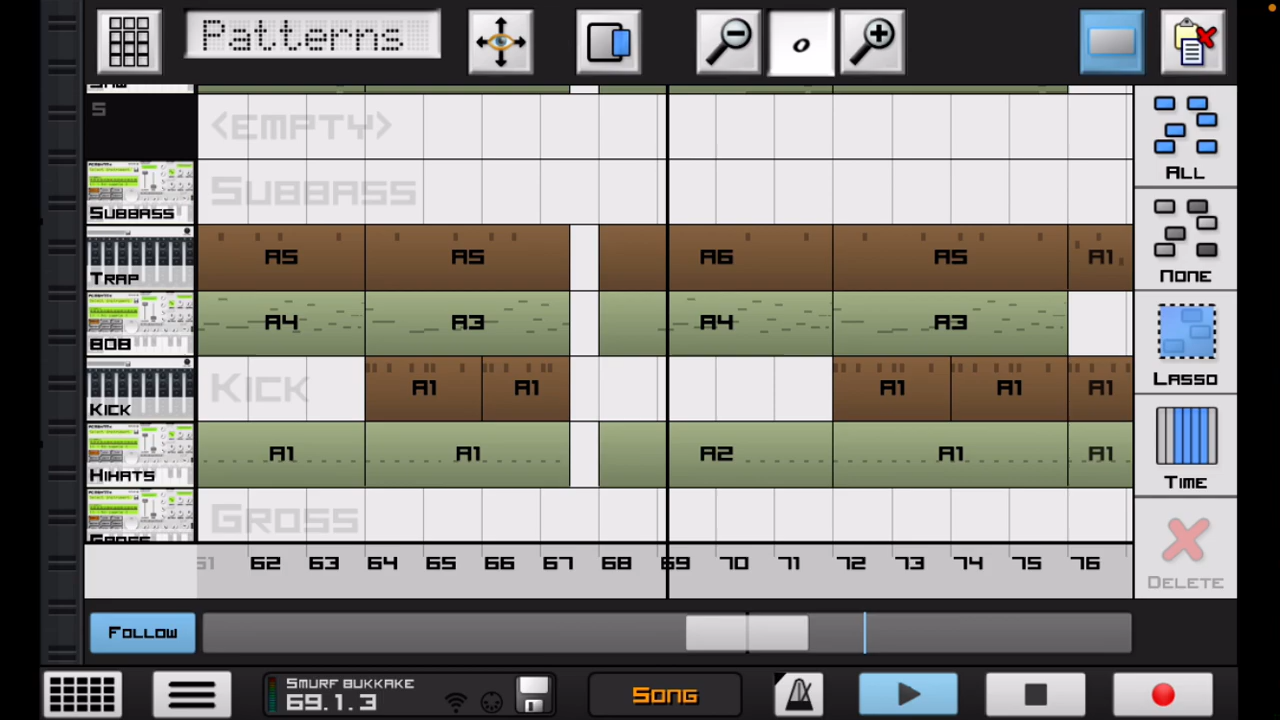 Patterns
5
<EMPTY>
SUBBASS
SUBBASS
TRAP
A5 A5 A6 A5 A1
808
A4 A3 A4 A3
KICK
KICK
A1 A1 A1 A1 A1
HIHATS
A1 A1 A2 A1 A1
GROSS
62 63 64 65 66 67 68 69 70 71 72 73 74 75 76
ALL
NONE
LASSO
TIME
DELETE
FOLLOW
SMURF BUKKAKE
69.1.3
SONG